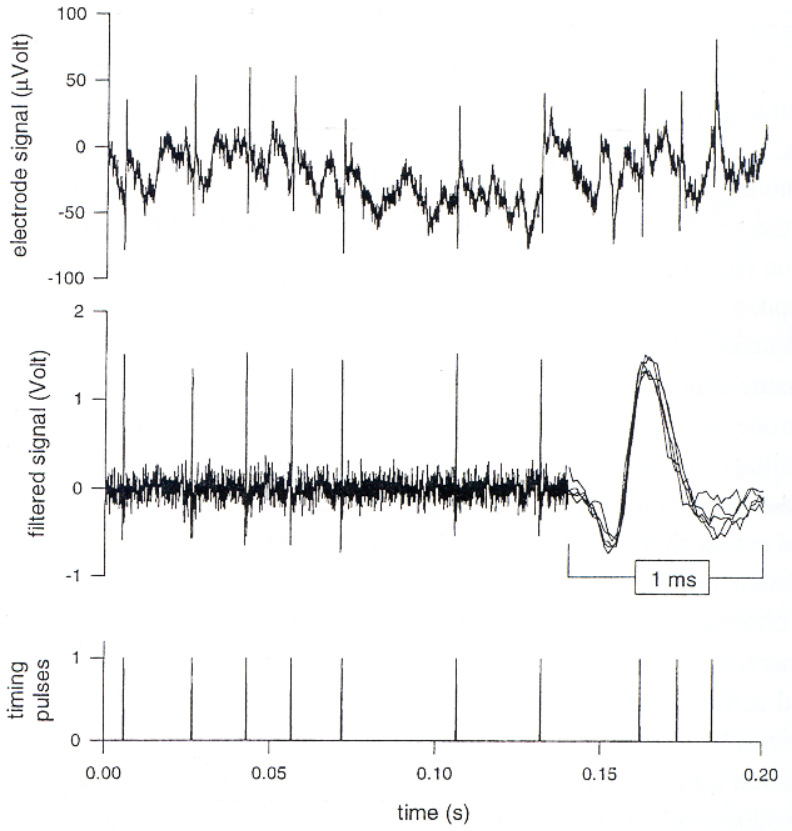 100
50
0
-50
-100
electrode signal (μVolt)
2
1
0
-1
filtered signal (Volt)
1 ms
1
0
timing
pulses
0.00
0.05
0.10
0.15
0.20
time (s)